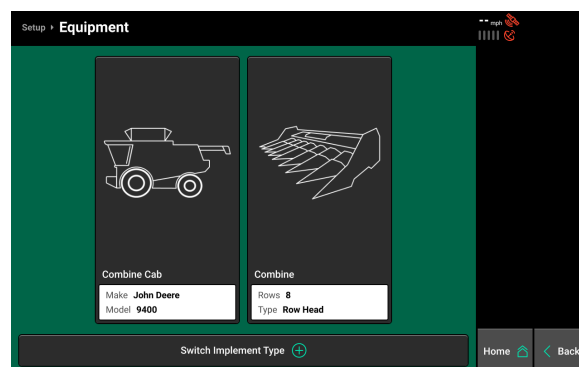 Setup › Equipment
-- mph
Combine Cab
Make John Deere
Model 9400
Combine
Rows 8
Type Row Head
Switch Implement Type
Home
Back